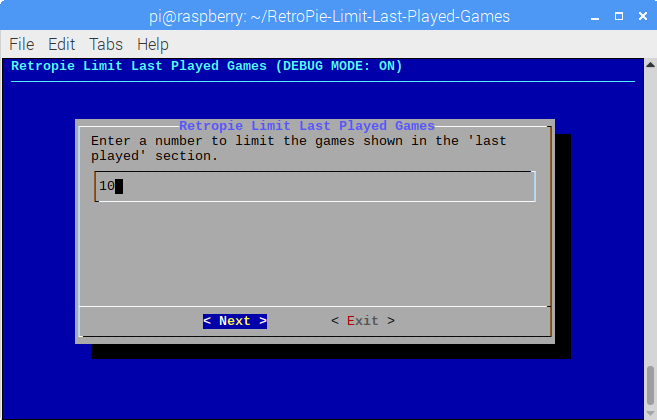 pi@raspberry: ~/RetroPie-Limit-Last-Played-Games
File Edit Tabs Help
Retropie Limit Last Played Games (DEBUG MODE: ON)
Retropie Limit Last Played Games
Enter a number to limit the games shown in the 'last
played' section.
10
< Next > < Exit >